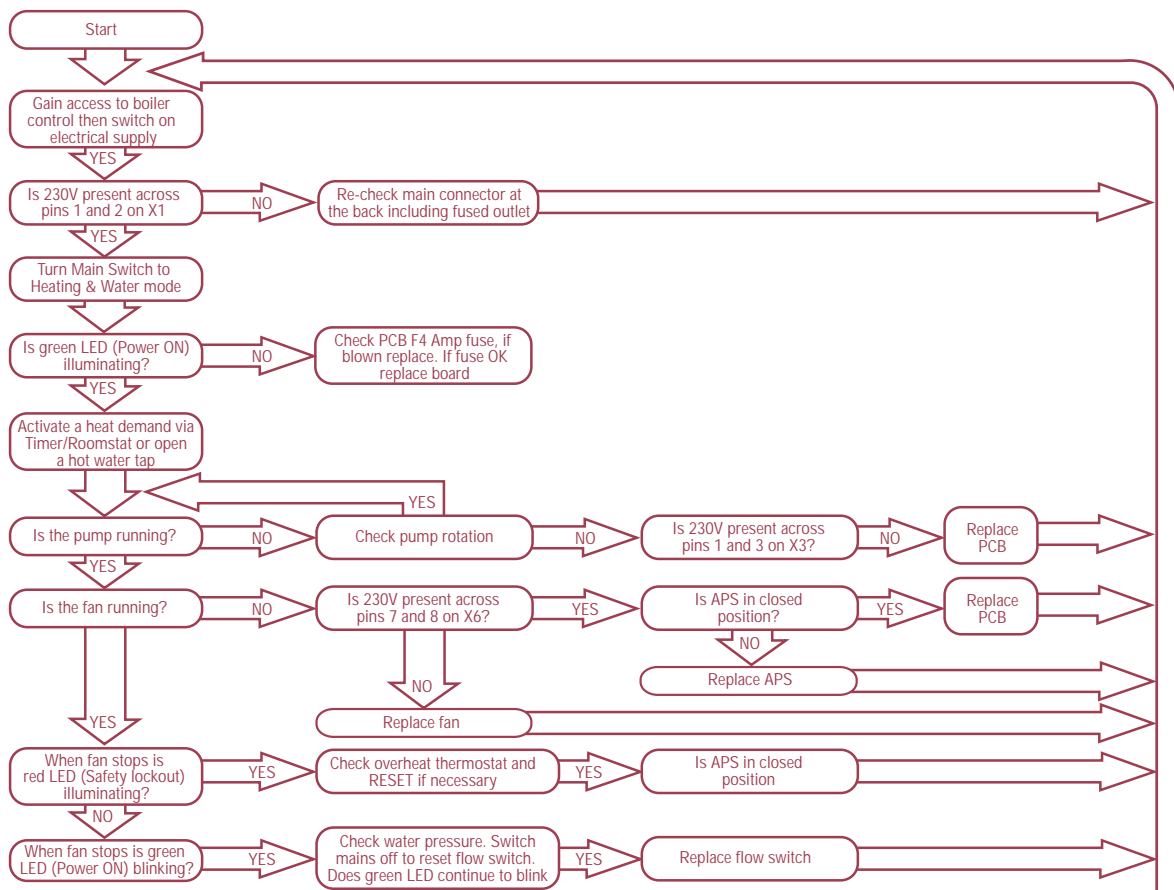 Start
Gain access to boiler
control then switch on
electrical supply
YES
Is 230V present across
pins 1 and 2 on X1
NO
Re-check main connector at
the back including fused outlet
YES
Turn Main Switch to
Heating & Water mode
Is green LED (Power ON)
illuminating?
NO
Check PCB F4 Amp fuse, if
blown replace. If fuse OK
replace board
YES
Activate a heat demand via
Timer/Roomstat or open
a hot water tap
YES
Is the pump running?
NO
Check pump rotation
NO
Is 230V present across
pins 1 and 3 on X3?
NO
Replace
PCB
YES
Is the fan running?
NO
Is 230V present across
pins 7 and 8 on X6?
YES
Is APS in closed
position?
YES
Replace
PCB
NO
Replace APS
NO
Replace fan
YES
When fan stops is
red LED (Safety lockout)
illuminating?
YES
Check overheat thermostat and
RESET if necessary
YES
Is APS in closed
position
NO
When fan stops is green
LED (Power ON) blinking?
YES
Check water pressure. Switch
mains off to reset flow switch.
Does green LED continue to blink
YES
Replace flow switch